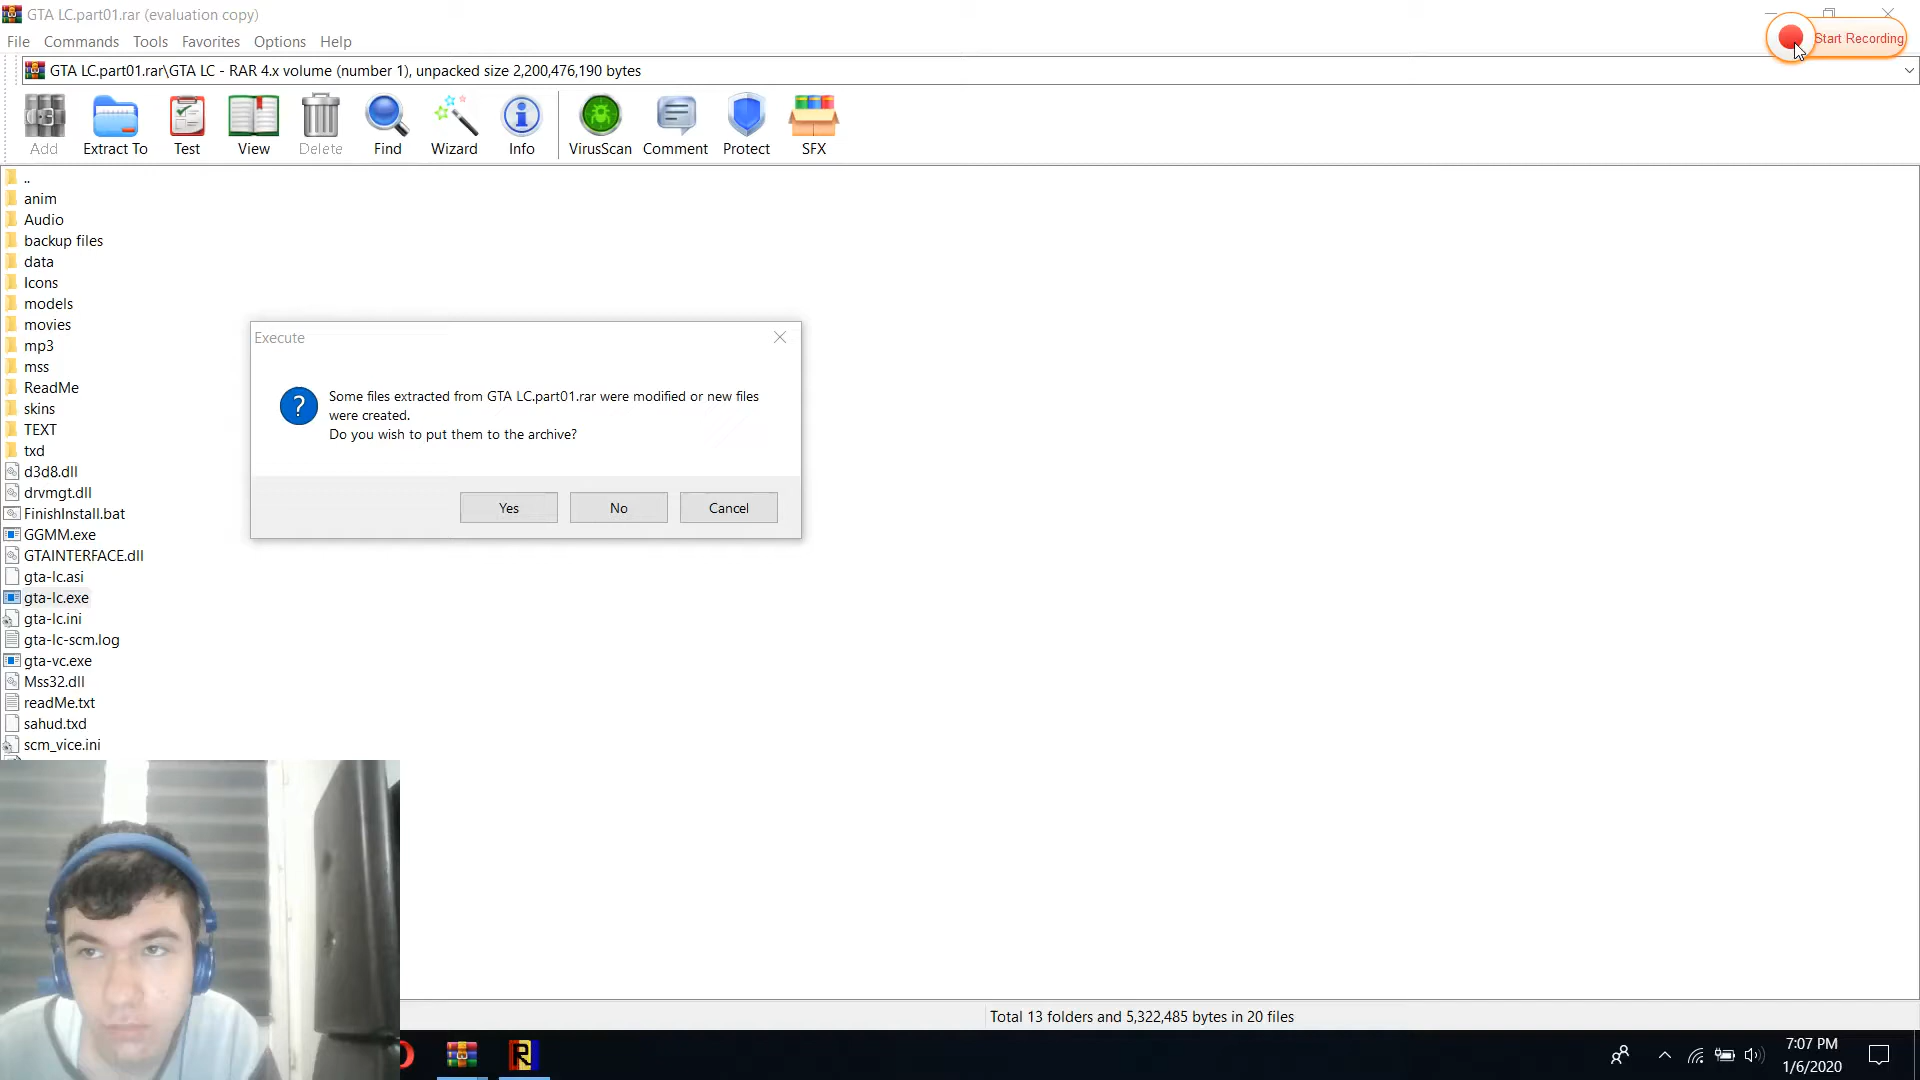 GTA LC.part01.rar (evaluation copy)
Start Recording
File Commands Tools Favorites Options Help
GTA LC.part01.rar\GTA LC - RAR 4.x volume (number 1), unpacked size 2,200,476,190 bytes
Add Extract To Test View Delete Find Wizard Info VirusScan Comment Protect SFX
..
anim
Audio
backup files
data
Icons
models
movies
mp3
mss
ReadMe
skins
TEXT
txd
d3d8.dll
drvmgt.dll
FinishInstall.bat
GGMM.exe
GTAINTERFACE.dll
gta-lc.asi
gta-lc.exe
gta-lc.ini
gta-lc-scm.log
gta-vc.exe
Mss32.dll
readMe.txt
sahud.txd
scm_vice.ini
Execute
Some files extracted from GTA LC.part01.rar were modified or new files
were created.
Do you wish to put them to the archive?
Yes No Cancel
Total 13 folders and 5,322,485 bytes in 20 files
7:07 PM
1/6/2020